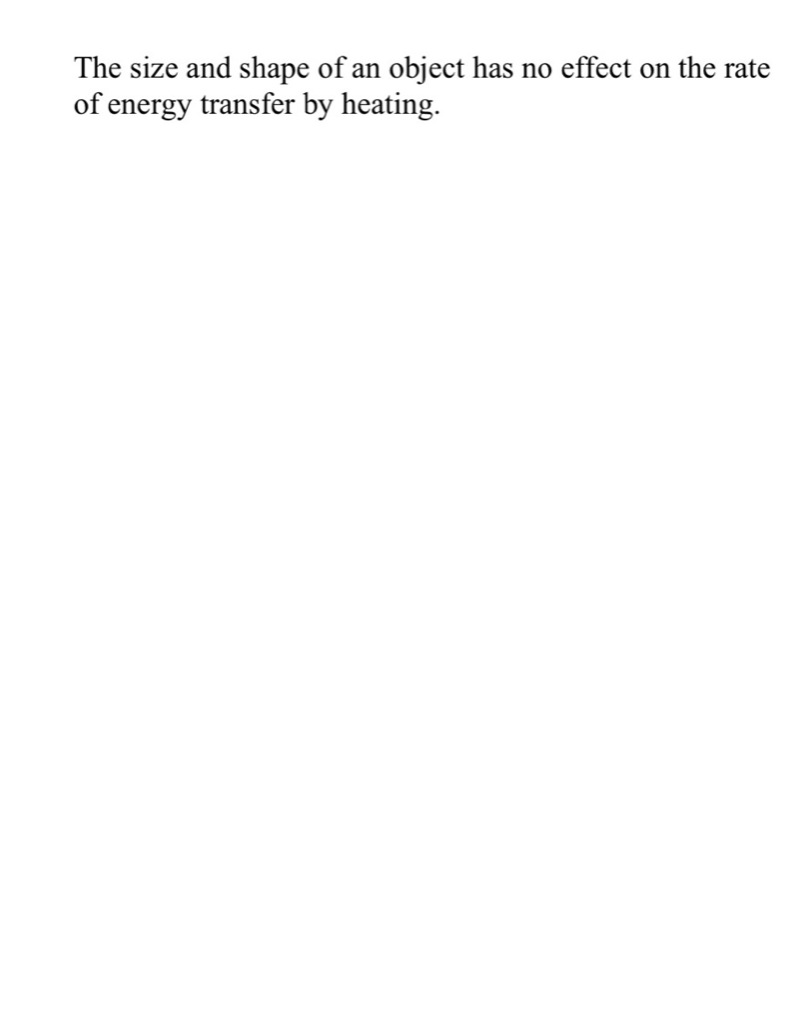 The size and shape of an object has no effect on the rate
of energy transfer by heating.